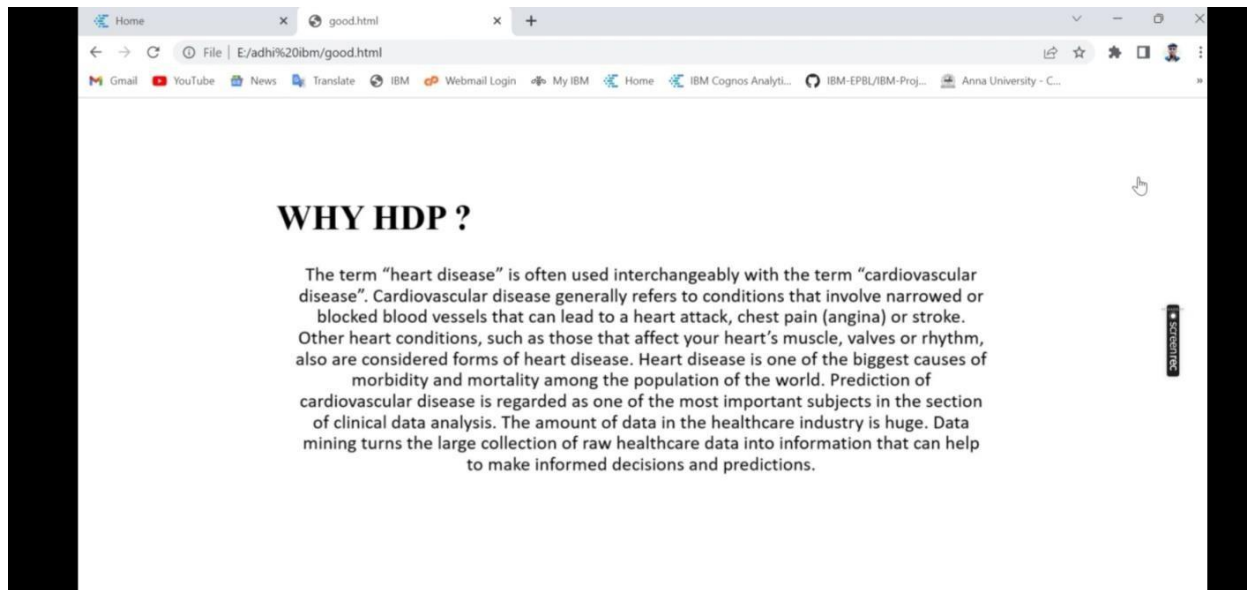 Home
good.html
File | E:/adhi%20ibm/good.html
Gmail YouTube News Translate IBM Webmail Login My IBM Home IBM Cognos Analyti... IBM-EPBL/IBM-Proj... Anna University - C... »
WHY HDP ?
The term “heart disease” is often used interchangeably with the term “cardiovascular
disease”. Cardiovascular disease generally refers to conditions that involve narrowed or
blocked blood vessels that can lead to a heart attack, chest pain (angina) or stroke.
Other heart conditions, such as those that affect your heart’s muscle, valves or rhythm,
also are considered forms of heart disease. Heart disease is one of the biggest causes of
morbidity and mortality among the population of the world. Prediction of
cardiovascular disease is regarded as one of the most important subjects in the section
of clinical data analysis. The amount of data in the healthcare industry is huge. Data
mining turns the large collection of raw healthcare data into information that can help
to make informed decisions and predictions.
screenrec